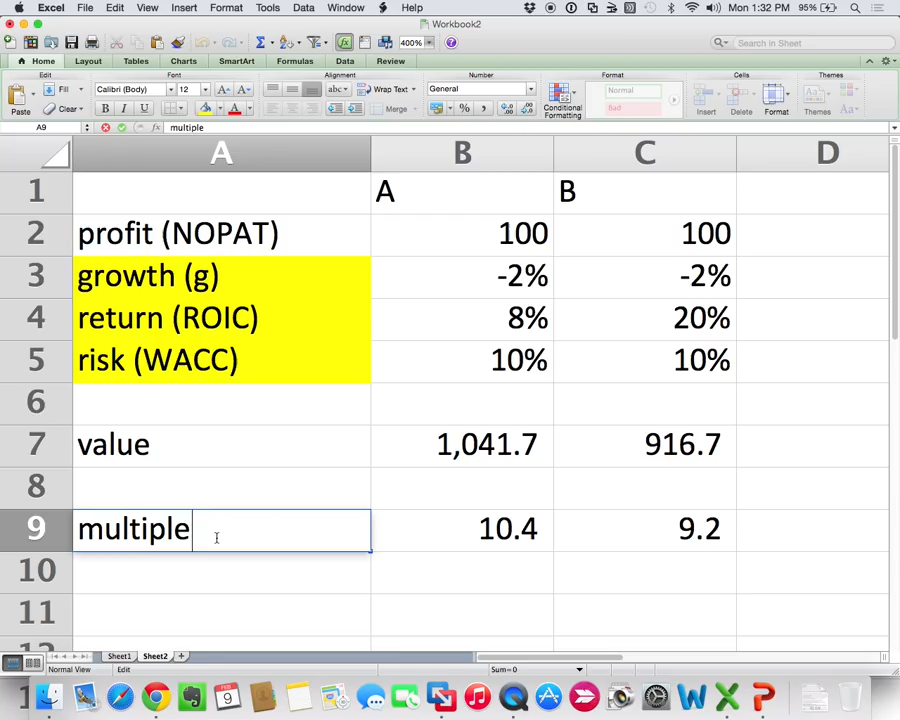 Excel File Edit View Insert Format Tools Data Window Help Mon 1:32 PM 95%
Workbook2
400% Search in Sheet
Home Layout Tables Charts SmartArt Formulas Data Review
Edit Font Alignment Number Format Cells Themes
Fill Calibri (Body) 12 A A abc Wrap Text General Normal
Paste Clear B I U A Merge % Bad Conditional Formatting Insert Delete Format Themes Aa
A9 fx multiple
A B C D
1 A B
2 profit (NOPAT) 100 100
3 growth (g) -2% -2%
4 return (ROIC) 8% 20%
5 risk (WACC) 10% 10%
6
7 value 1,041.7 916.7
8
9 multiple 10.4 9.2
10
11
12
Sheet1 Sheet2
Normal View Edit Sum=0